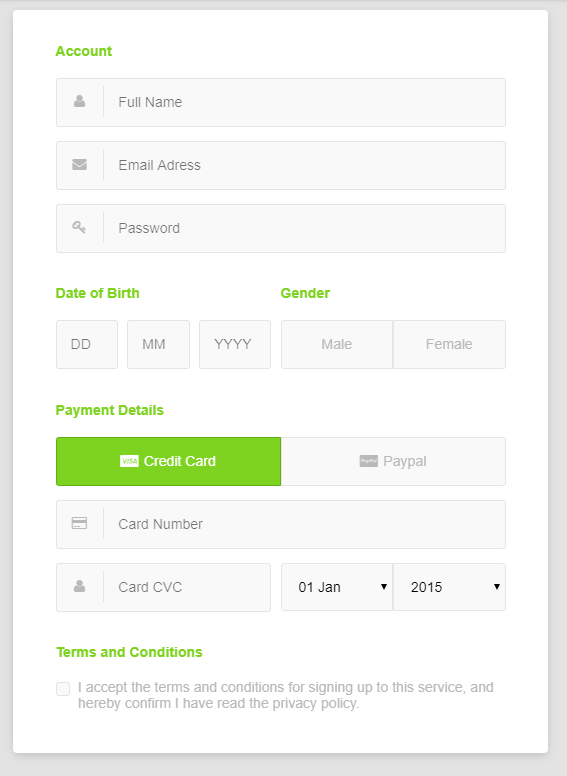 Account
Full Name
Email Adress
Password
Date of Birth
Gender
DD
MM
YYYY
Male
Female
Payment Details
VISA Credit Card
PayPal Paypal
Card Number
Card CVC
01 Jan
2015
Terms and Conditions
I accept the terms and conditions for signing up to this service, and
hereby confirm I have read the privacy policy.